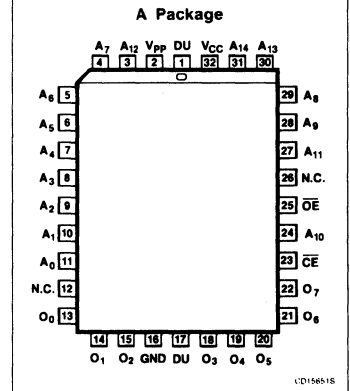 A Package
A7 A12 VPP DU VCC A14 A13
4 3 2 1 32 31 30
A6 5 29 A8
A5 6 28 A9
A4 7 27 A11
A3 8 26 N.C.
A2 9 25 OE
A1 10 24 A10
A0 11 23 CE
N.C. 12 22 O7
O0 13 21 O6
14 15 16 17 18 19 20
O1 O2 GND DU O3 O4 O5
CD15651S